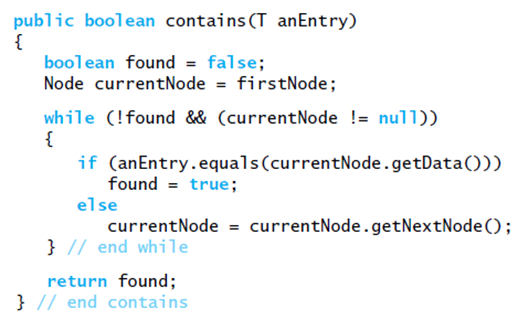 public boolean contains(T anEntry)
{
boolean found = false;
Node currentNode = firstNode;
while (!found && (currentNode != null))
{
if (anEntry.equals(currentNode.getData()))
found = true;
else
currentNode = currentNode.getNextNode();
} // end while
return found;
} // end contains